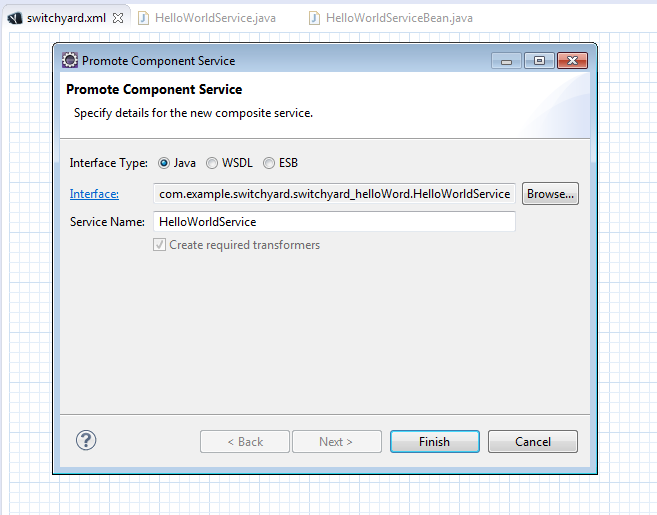 switchyard.xml HelloWorldService.java HelloWorldServiceBean.java
Promote Component Service
Promote Component Service
Specify details for the new composite service.
Interface Type: Java WSDL ESB
Interface: com.example.switchyard.switchyard_helloWord.HelloWorldService Browse...
Service Name: HelloWorldService
Create required transformers
? < Back Next > Finish Cancel